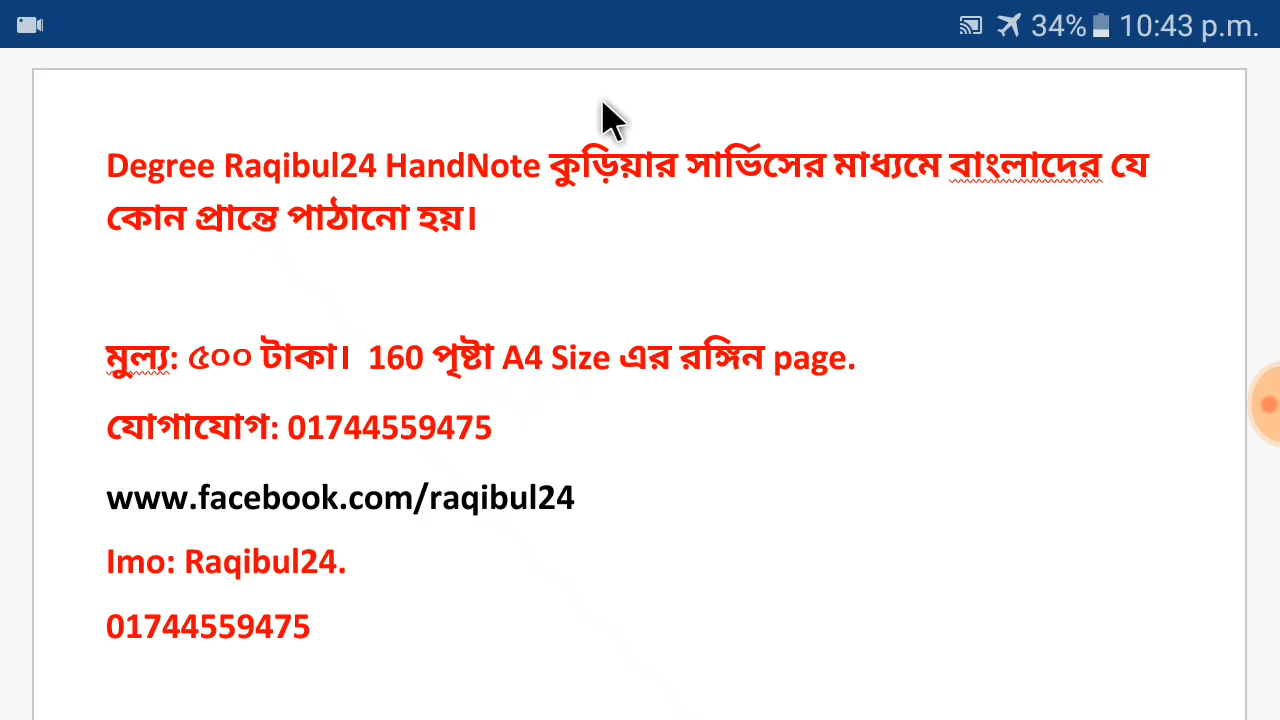 34% 10:43 p.m.
Degree Raqibul24 HandNote কুড়িয়ার সার্ভিসের মাধ্যমে বাংলাদের যে
কোন প্রান্তে পাঠানো হয়।
মুল্য: ৫০০ টাকা। 160 পৃষ্টা A4 Size এর রঙ্গিন page.
যোগাযোগ: 01744559475
www.facebook.com/raqibul24
Imo: Raqibul24.
01744559475